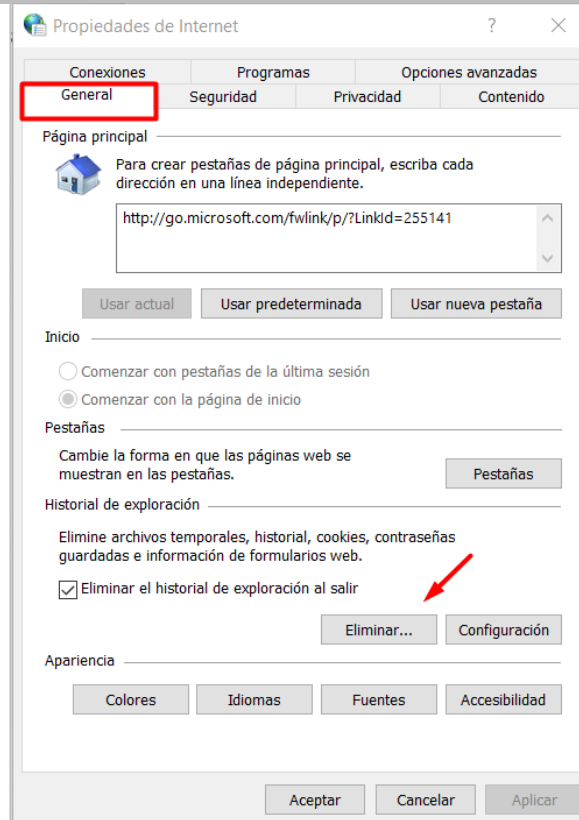 Propiedades de Internet
Conexiones Programas Opciones avanzadas
General Seguridad Privacidad Contenido
Página principal
Para crear pestañas de página principal, escriba cada
dirección en una línea independiente.
http://go.microsoft.com/fwlink/p/?LinkId=255141
Usar actual Usar predeterminada Usar nueva pestaña
Inicio
Comenzar con pestañas de la última sesión
Comenzar con la página de inicio
Pestañas
Cambie la forma en que las páginas web se
muestran en las pestañas.
Pestañas
Historial de exploración
Elimine archivos temporales, historial, cookies, contraseñas
guardadas e información de formularios web.
Eliminar el historial de exploración al salir
Eliminar... Configuración
Apariencia
Colores Idiomas Fuentes Accesibilidad
Aceptar Cancelar Aplicar